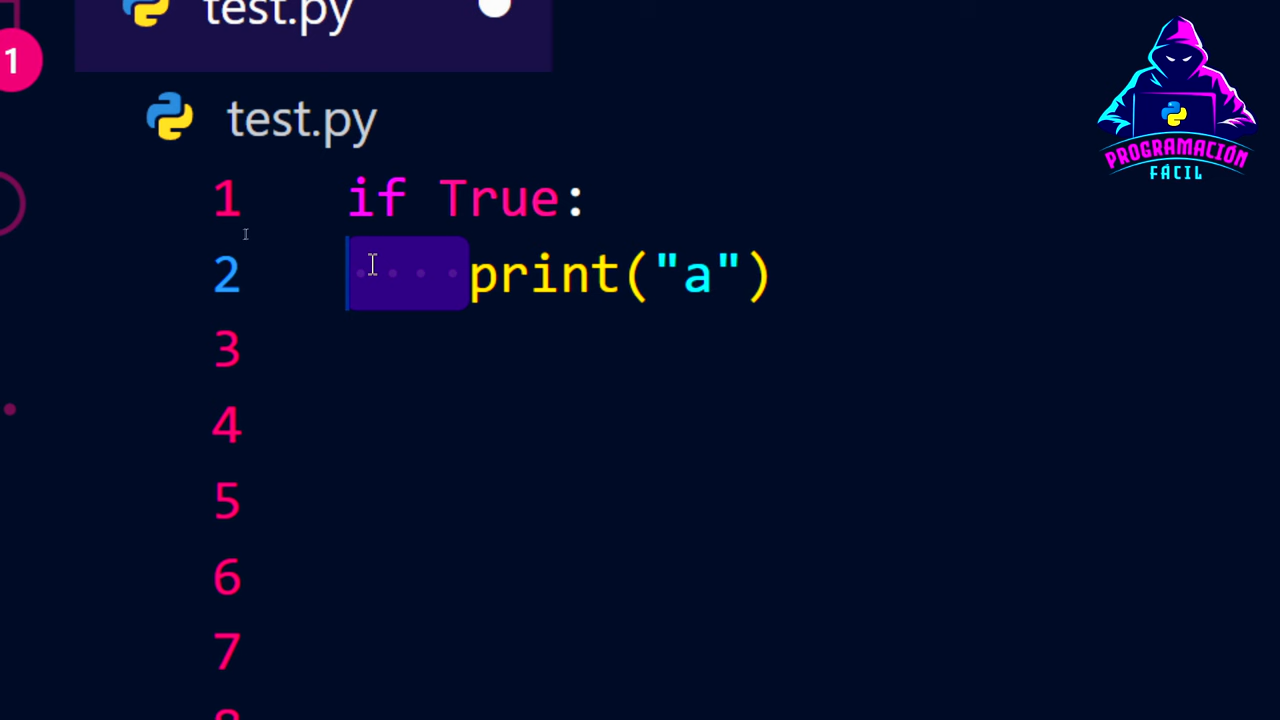 test.py
1
test.py
PROGRAMACIÓN
FÁCIL
1 if True:
2 print("a")
3
4
5
6
7